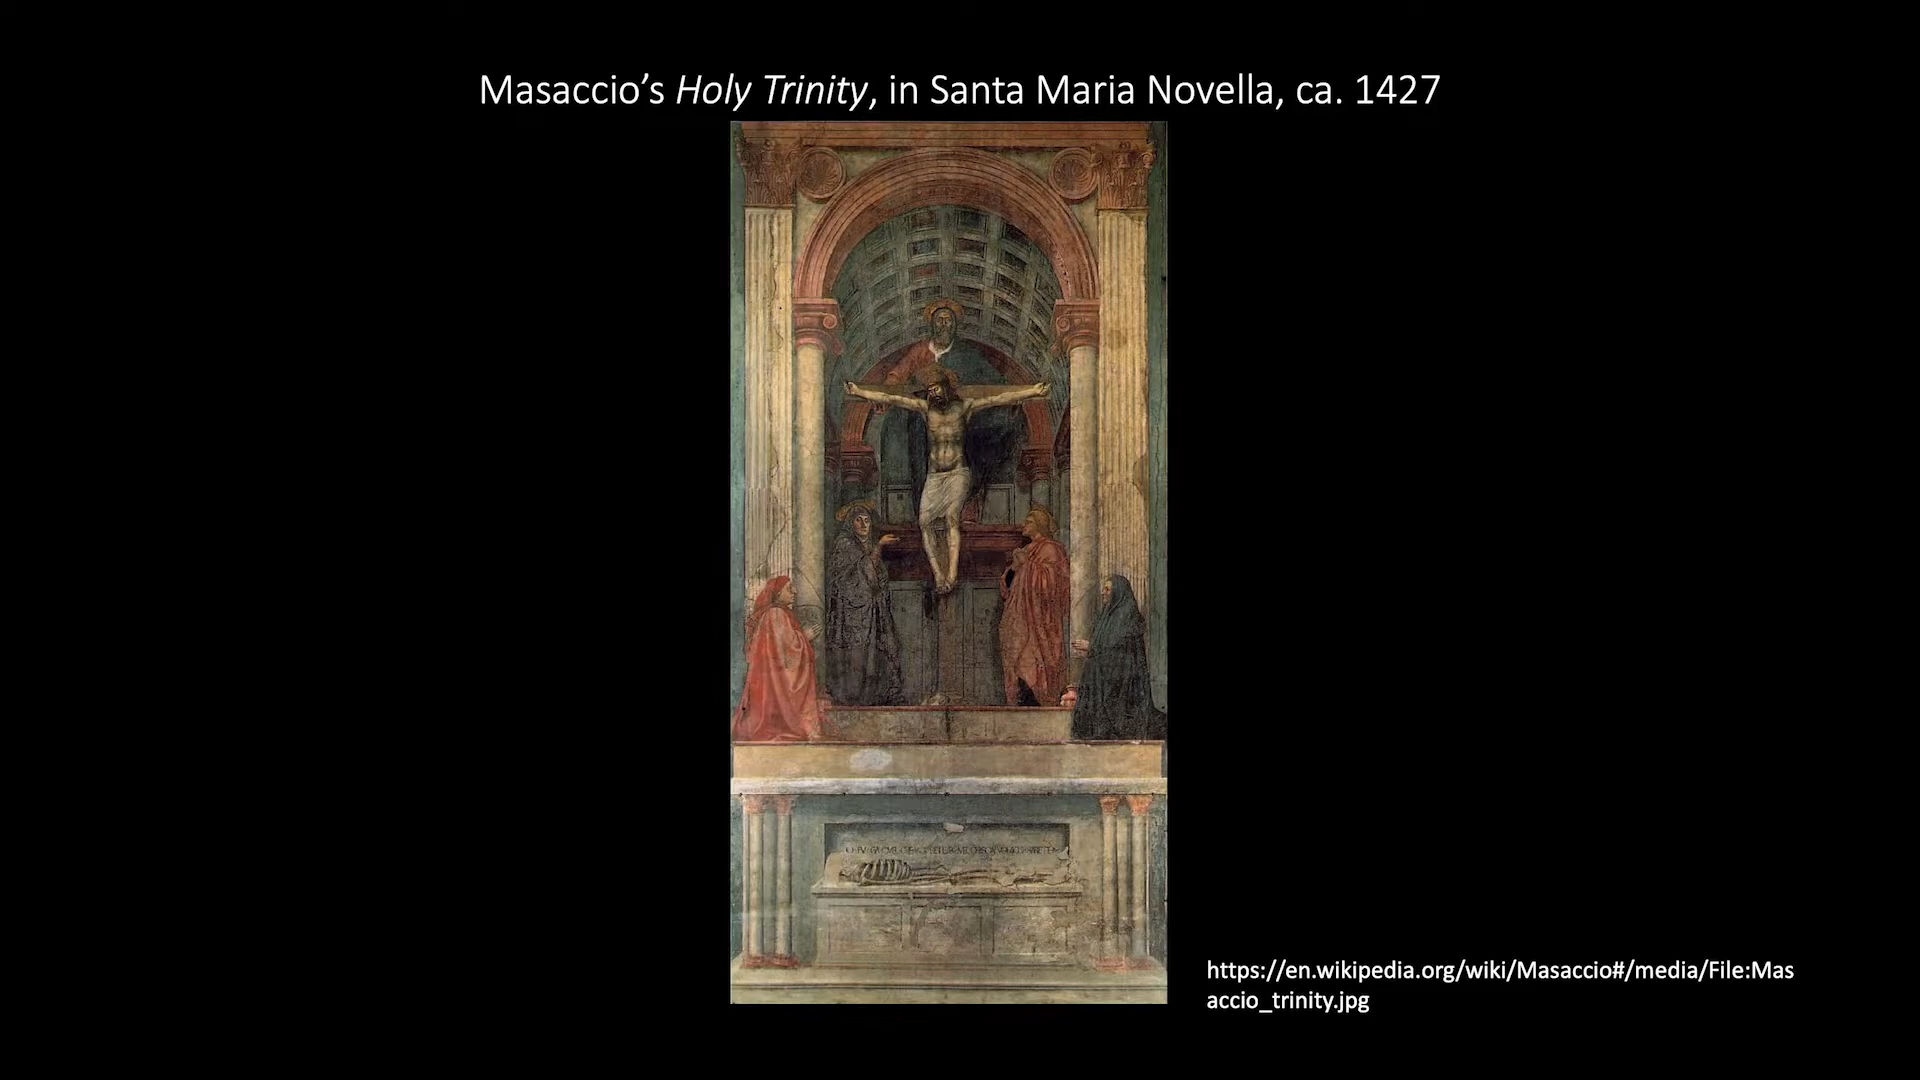 Masaccio’s Holy Trinity, in Santa Maria Novella, ca. 1427
https://en.wikipedia.org/wiki/Masaccio#/media/File:Mas
accio_trinity.jpg